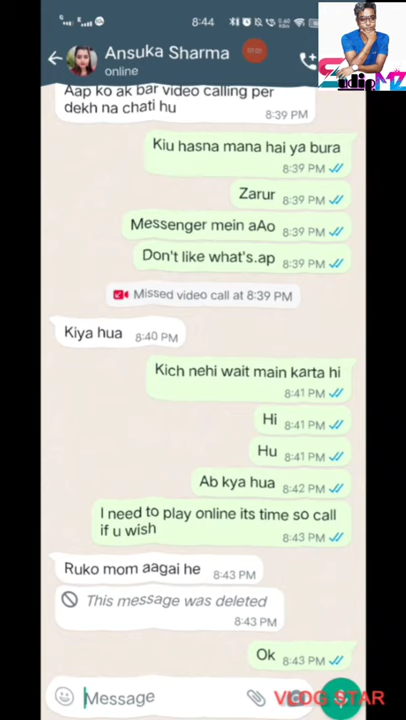 8:44
Ansuka Sharma
online
Aap ko ak bar video calling per
dekh na chati hu
8:39 PM
Kiu hasna mana hai ya bura
8:39 PM
Zarur 8:39 PM
Messenger mein aAo 8:39 PM
Don't like what's.ap 8:39 PM
Missed video call at 8:39 PM
Kiya hua 8:40 PM
Kich nehi wait main karta hi
8:41 PM
Hi 8:41 PM
Hu 8:41 PM
Ab kya hua 8:42 PM
I need to play online its time so call
if u wish 8:43 PM
Ruko mom aagai he 8:43 PM
This message was deleted
8:43 PM
Ok 8:43 PM
Message
VLOG STAR